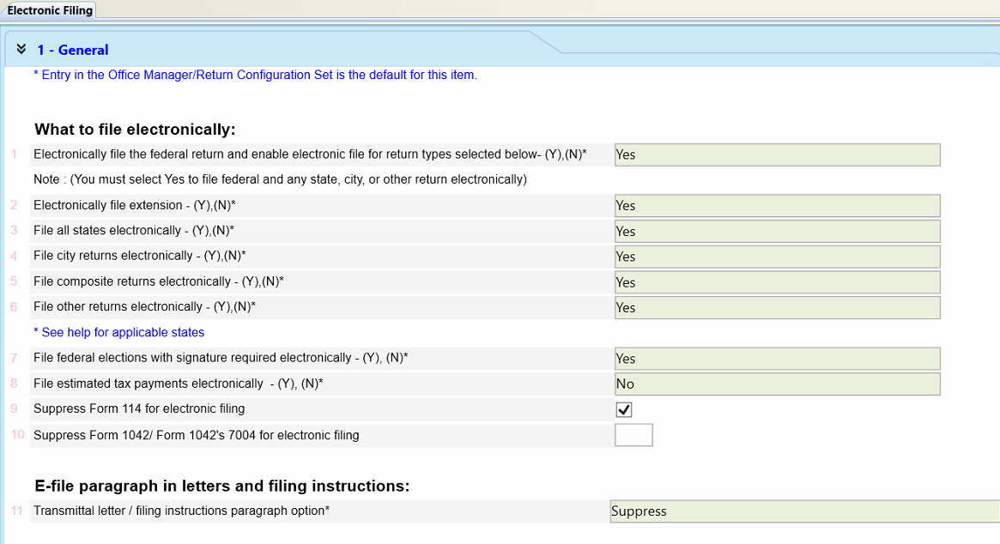 Electronic Filing
1 - General
* Entry in the Office Manager/Return Configuration Set is the default for this item.
What to file electronically:
1 Electronically file the federal return and enable electronic file for return types selected below- (Y),(N)* Yes
Note : (You must select Yes to file federal and any state, city, or other return electronically)
2 Electronically file extension - (Y),(N)* Yes
3 File all states electronically - (Y),(N)* Yes
4 File city returns electronically - (Y),(N)* Yes
5 File composite returns electronically - (Y),(N)* Yes
6 File other returns electronically - (Y),(N)* Yes
* See help for applicable states
7 File federal elections with signature required electronically - (Y), (N)* Yes
8 File estimated tax payments electronically - (Y), (N)* No
9 Suppress Form 114 for electronic filing
10 Suppress Form 1042/ Form 1042's 7004 for electronic filing
E-file paragraph in letters and filing instructions:
11 Transmittal letter / filing instructions paragraph option* Suppress